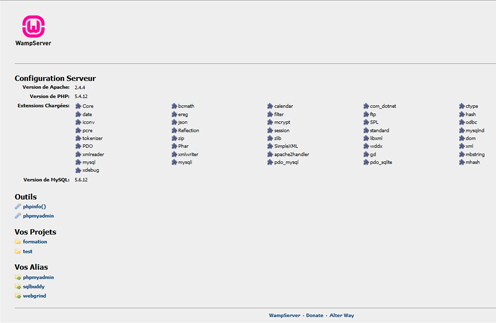 WampServer
Configuration Serveur
Version de Apache: 2.4.4
Version de PHP: 5.4.12
Extensions Chargées: Core bcmath calendar com_dotnet ctype
date ereg filter ftp hash
iconv json mcrypt SPL odbc
pcre Reflection session standard mysqlnd
tokenizer zip zlib libxml dom
PDO Phar SimpleXML wddx xml
xmlreader xmlwriter apache2handler gd mbstring
mysql mysqli pdo_mysql pdo_sqlite mhash
xdebug
Version de MySQL: 5.6.12
Outils
phpinfo()
phpmyadmin
Vos Projets
formation
test
Vos Alias
phpmyadmin
sqlbuddy
webgrind
WampServer - Donate - Alter Way